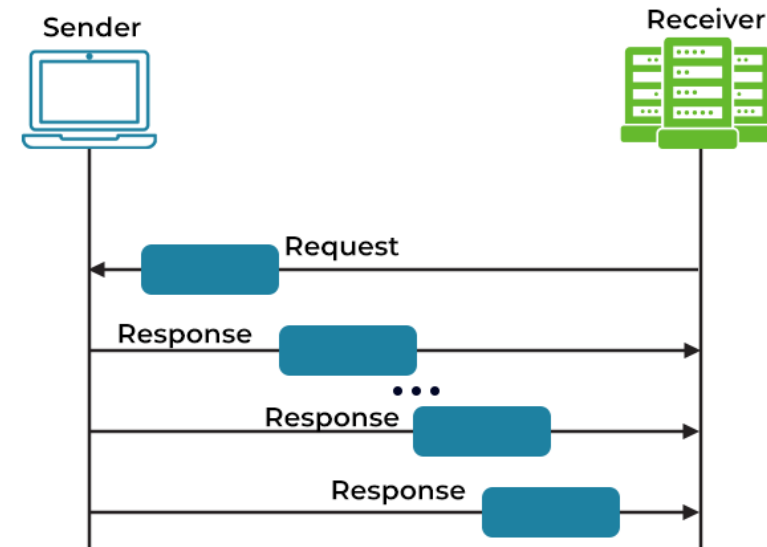 Sender
Receiver
Request
Response
Response
Response